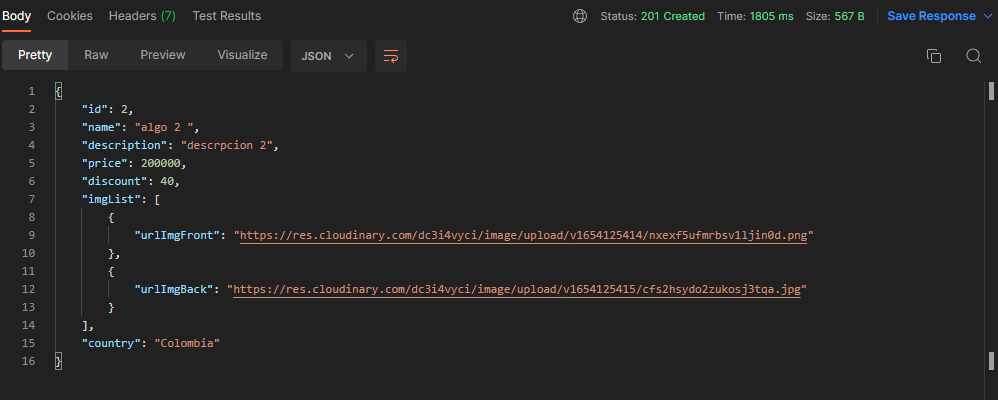 Body Cookies Headers (7) Test Results Status: 201 Created Time: 1805 ms Size: 567 B Save Response
Pretty Raw Preview Visualize JSON
1 {
2 "id": 2,
3 "name": "algo 2 ",
4 "description": "descrpcion 2",
5 "price": 200000,
6 "discount": 40,
7 "imgList": [
8 {
9 "urlImgFront": "https://res.cloudinary.com/dc3i4vyci/image/upload/v1654125414/nxexf5ufmrbsv1ljin0d.png"
10 },
11 {
12 "urlImgBack": "https://res.cloudinary.com/dc3i4vyci/image/upload/v1654125415/cfs2hsydo2zukosj3tqa.jpg"
13 }
14 ],
15 "country": "Colombia"
16 }